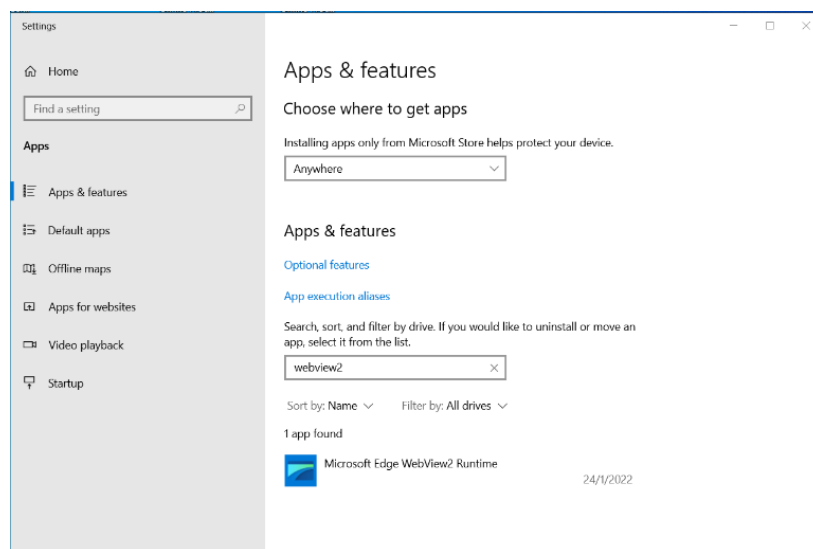 Settings
Home
Find a setting
Apps
Apps & features
Default apps
Offline maps
Apps for websites
Video playback
Startup
Apps & features
Choose where to get apps
Installing apps only from Microsoft Store helps protect your device.
Anywhere
Apps & features
Optional features
App execution aliases
Search, sort, and filter by drive. If you would like to uninstall or move an
app, select it from the list.
webview2
Sort by: Name Filter by: All drives
1 app found
Microsoft Edge WebView2 Runtime
24/1/2022